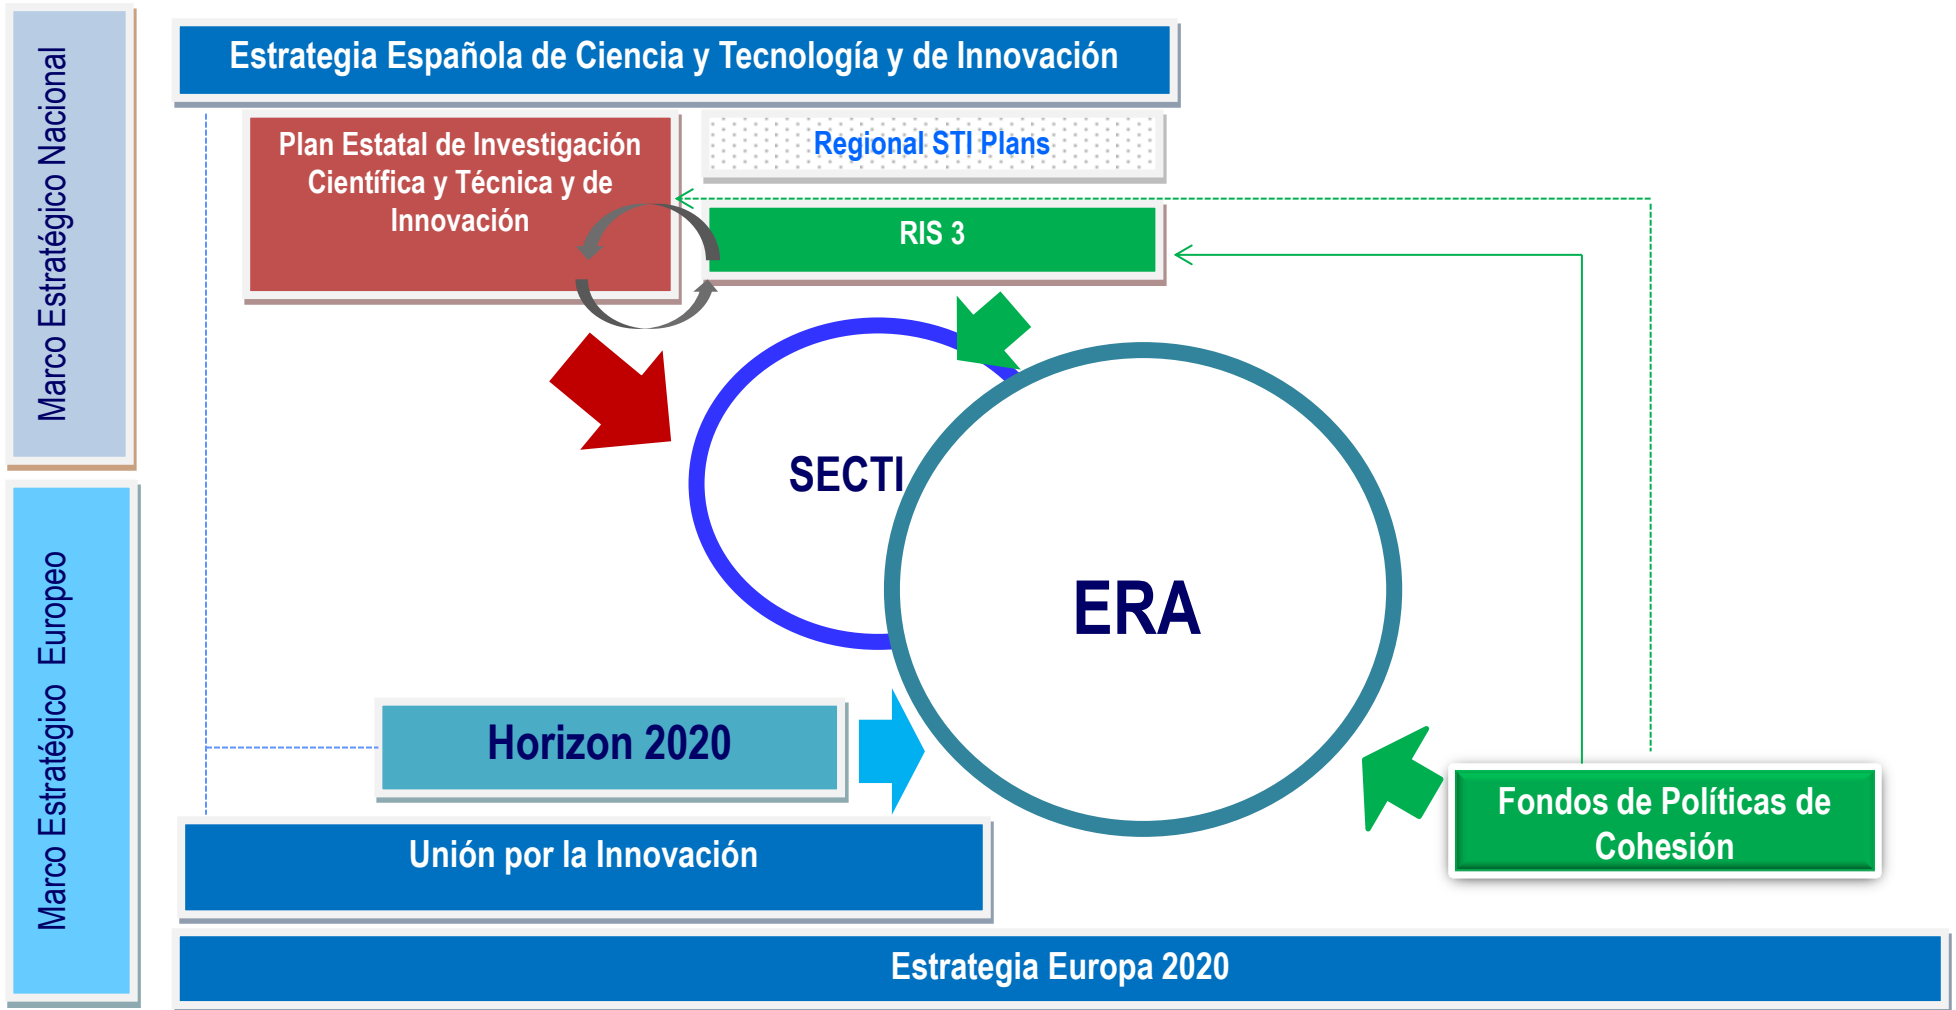 Marco Estratégico Nacional
Estrategia Española de Ciencia y Tecnología y de Innovación
Plan Estatal de Investigación
Científica y Técnica y de
Innovación
Regional STI Plans
RIS 3
SECTI
ERA
Marco Estratégico Europeo
Horizon 2020
Unión por la Innovación
Fondos de Políticas de
Cohesión
Estrategia Europa 2020